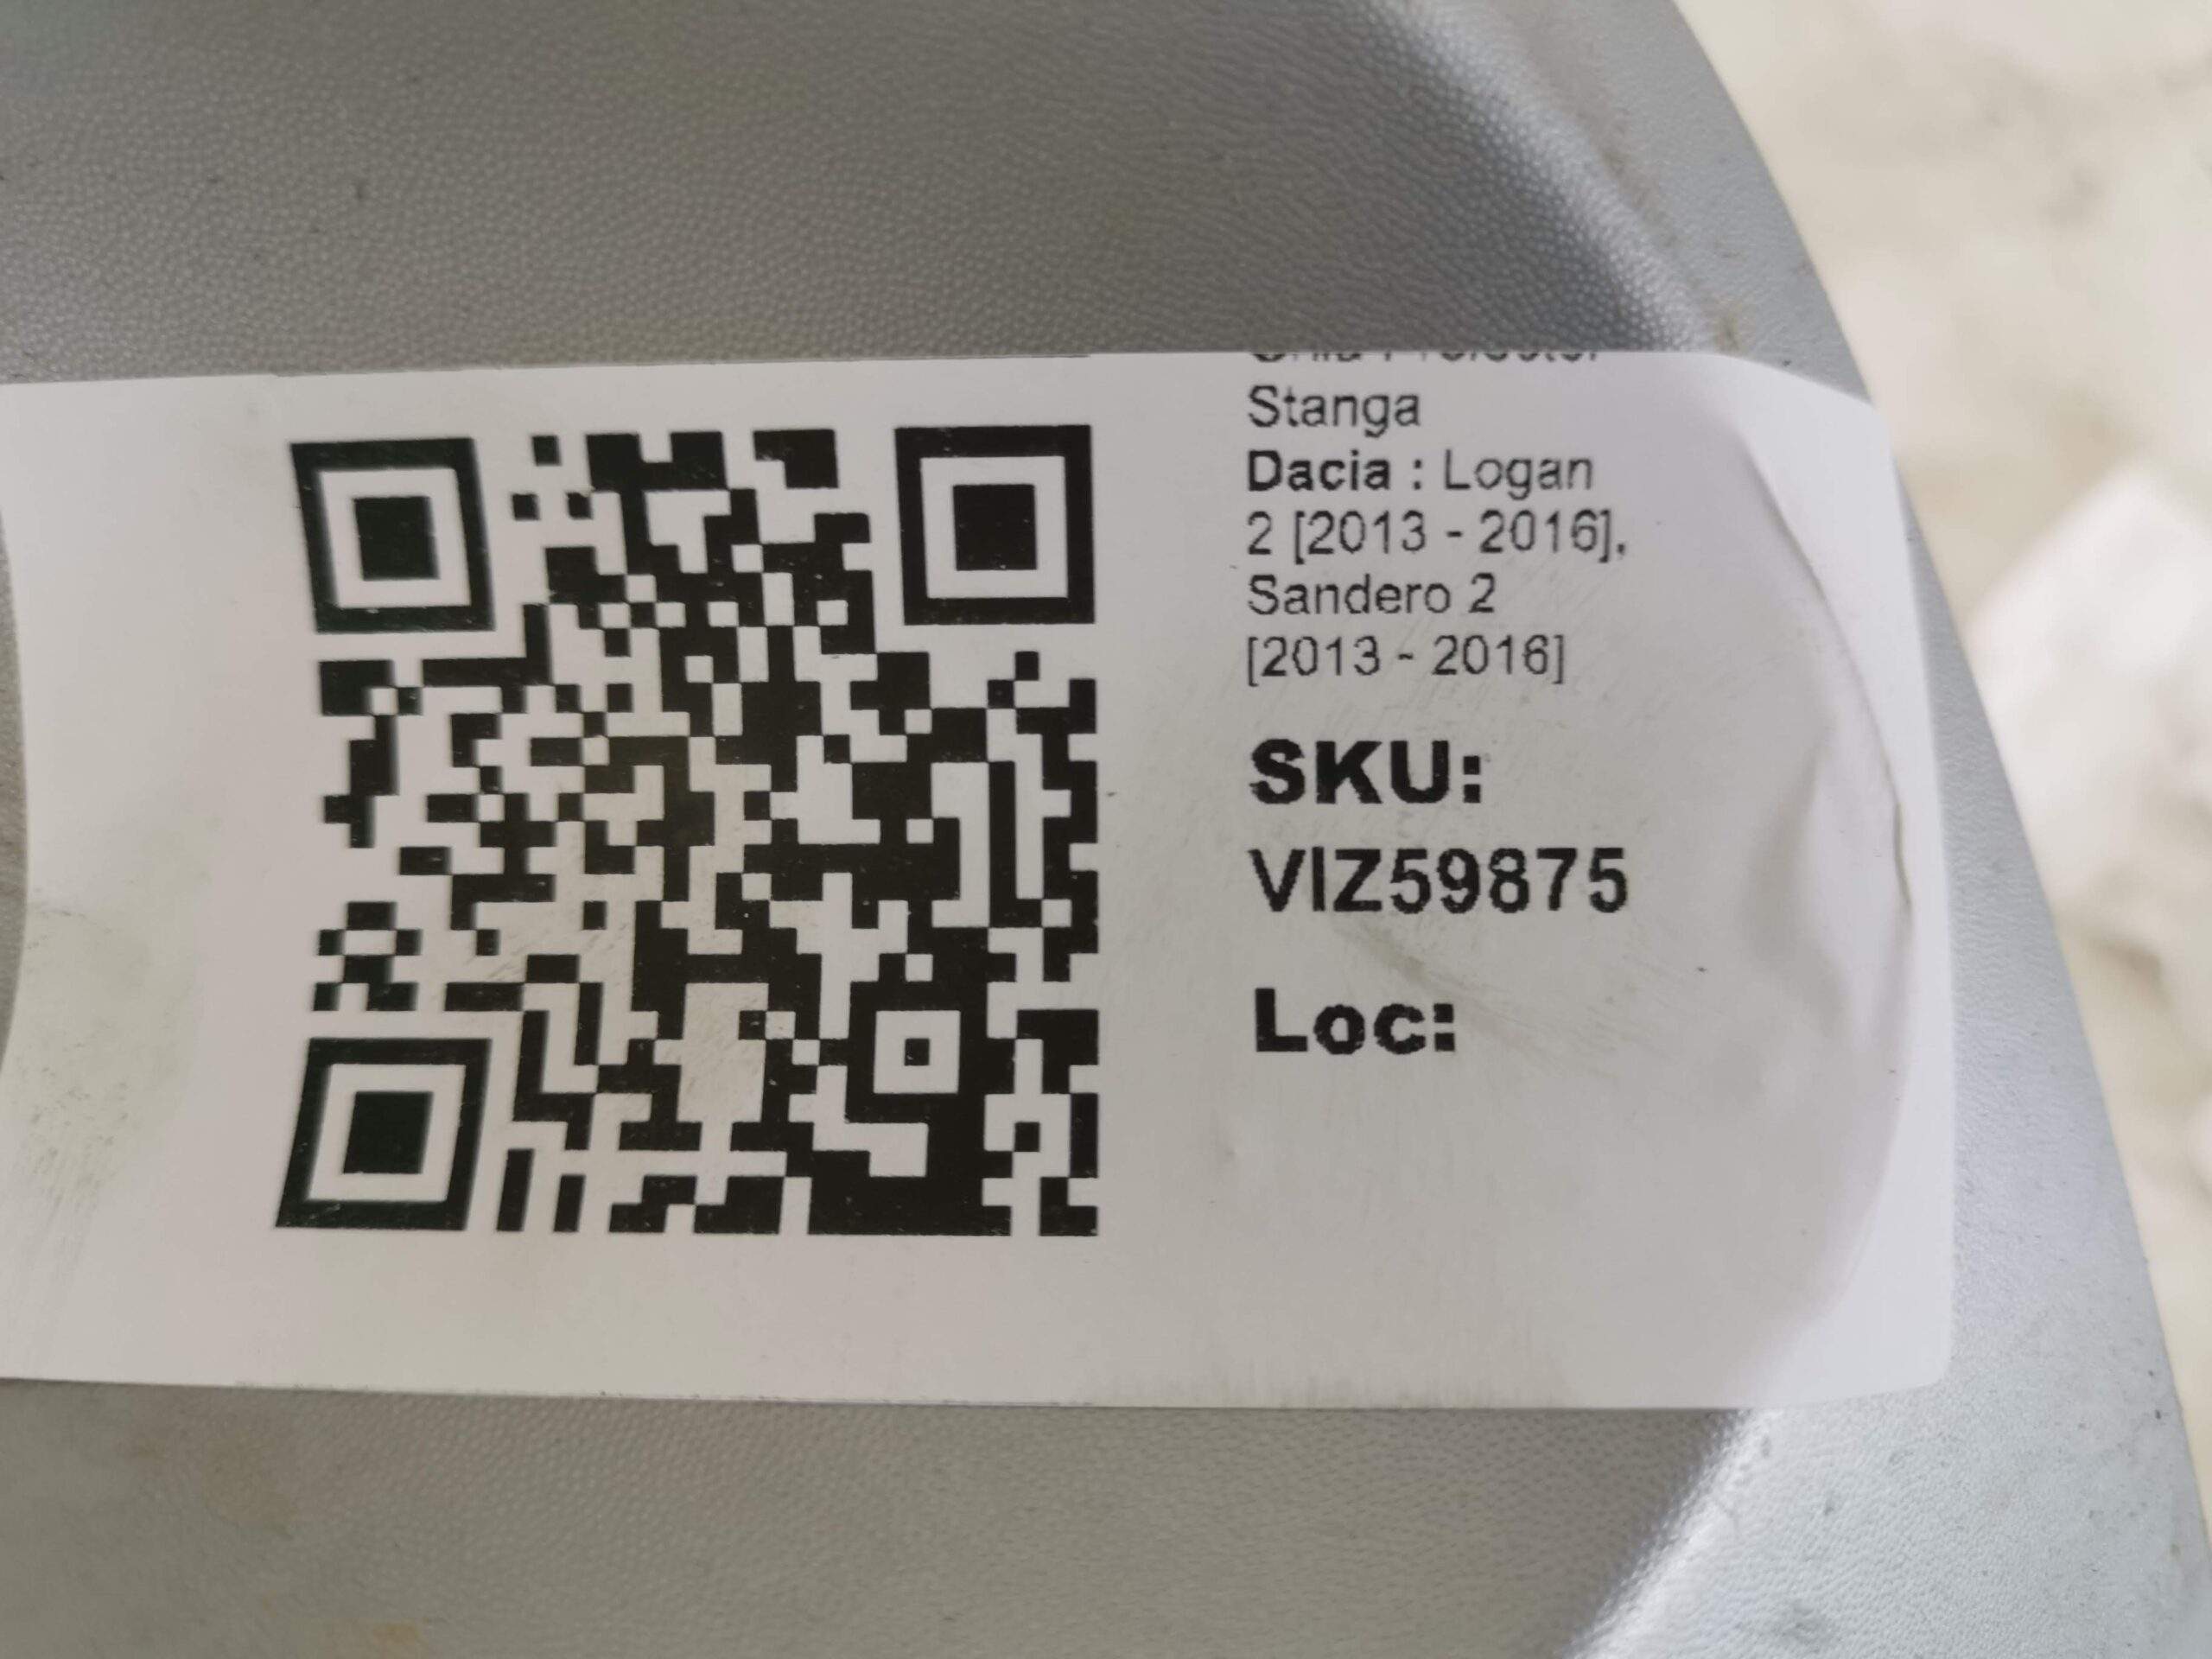 Stanga
Dacia : Logan
2 [2013 - 2016],
Sandero 2
[2013 - 2016]
SKU:
VIZ59875
Loc: